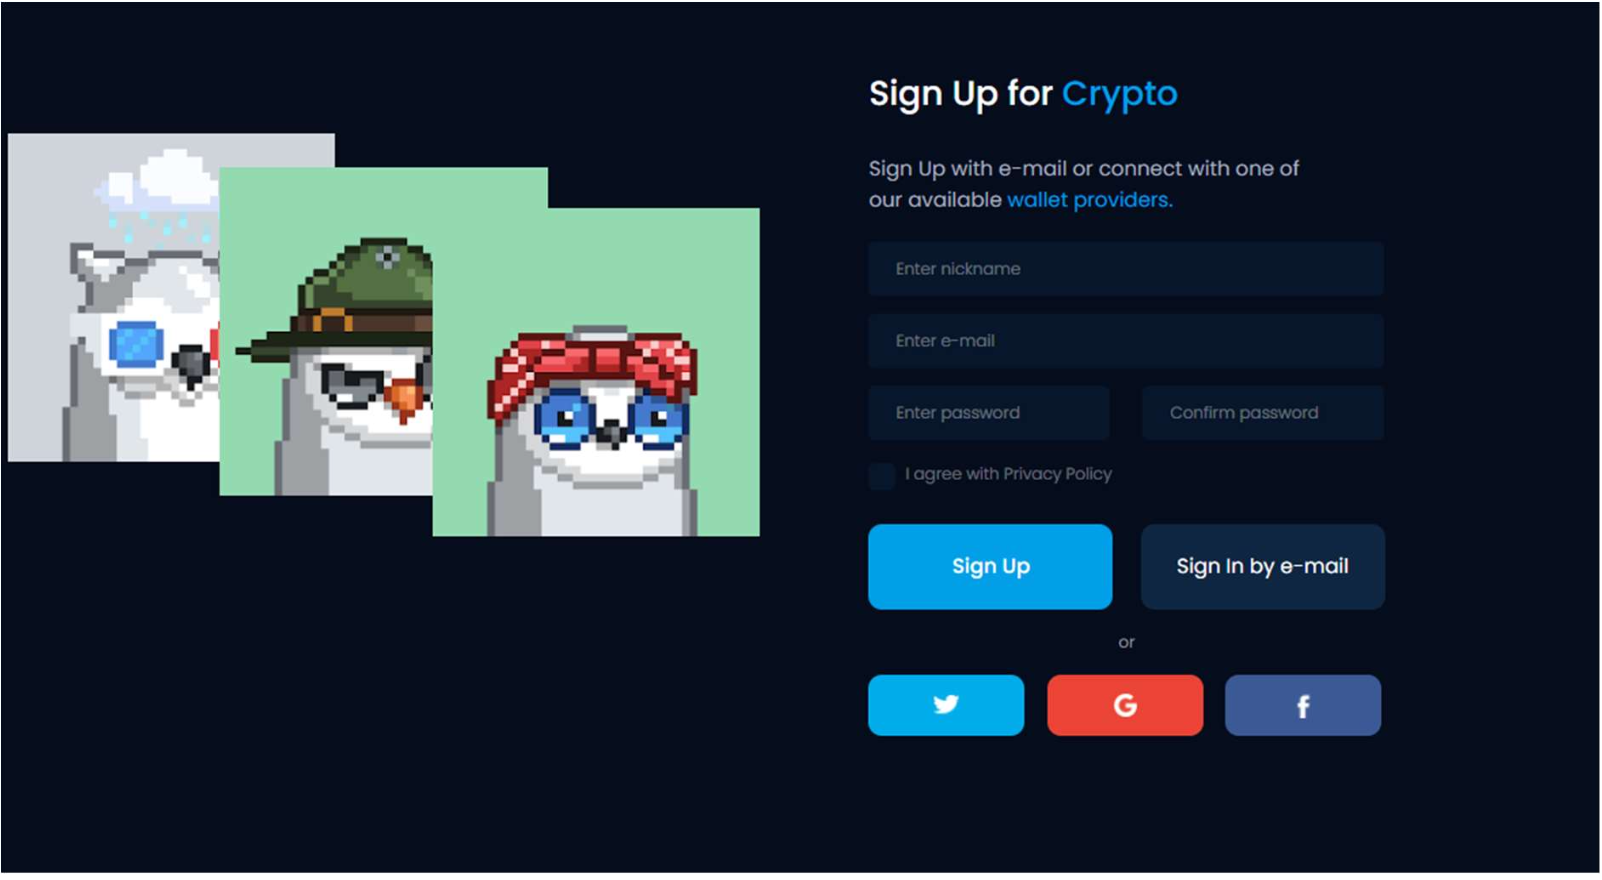 Sign Up for Crypto
Sign Up with e-mail or connect with one of
our available wallet providers.
Enter nickname
Enter e-mail
Enter password
Confirm password
I agree with Privacy Policy
Sign Up
Sign In by e-mail
or